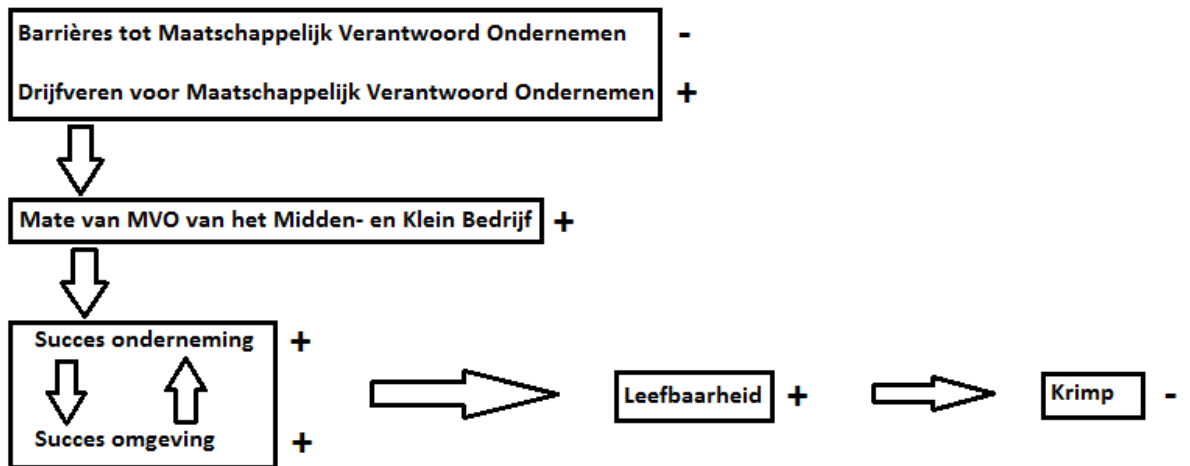 Barrières tot Maatschappelijk Verantwoord Ondernemen -
Drijfveren voor Maatschappelijk Verantwoord Ondernemen +
Mate van MVO van het Midden- en Klein Bedrijf +
Succes onderneming +
Leefbaarheid + Krimp -
Succes omgeving +